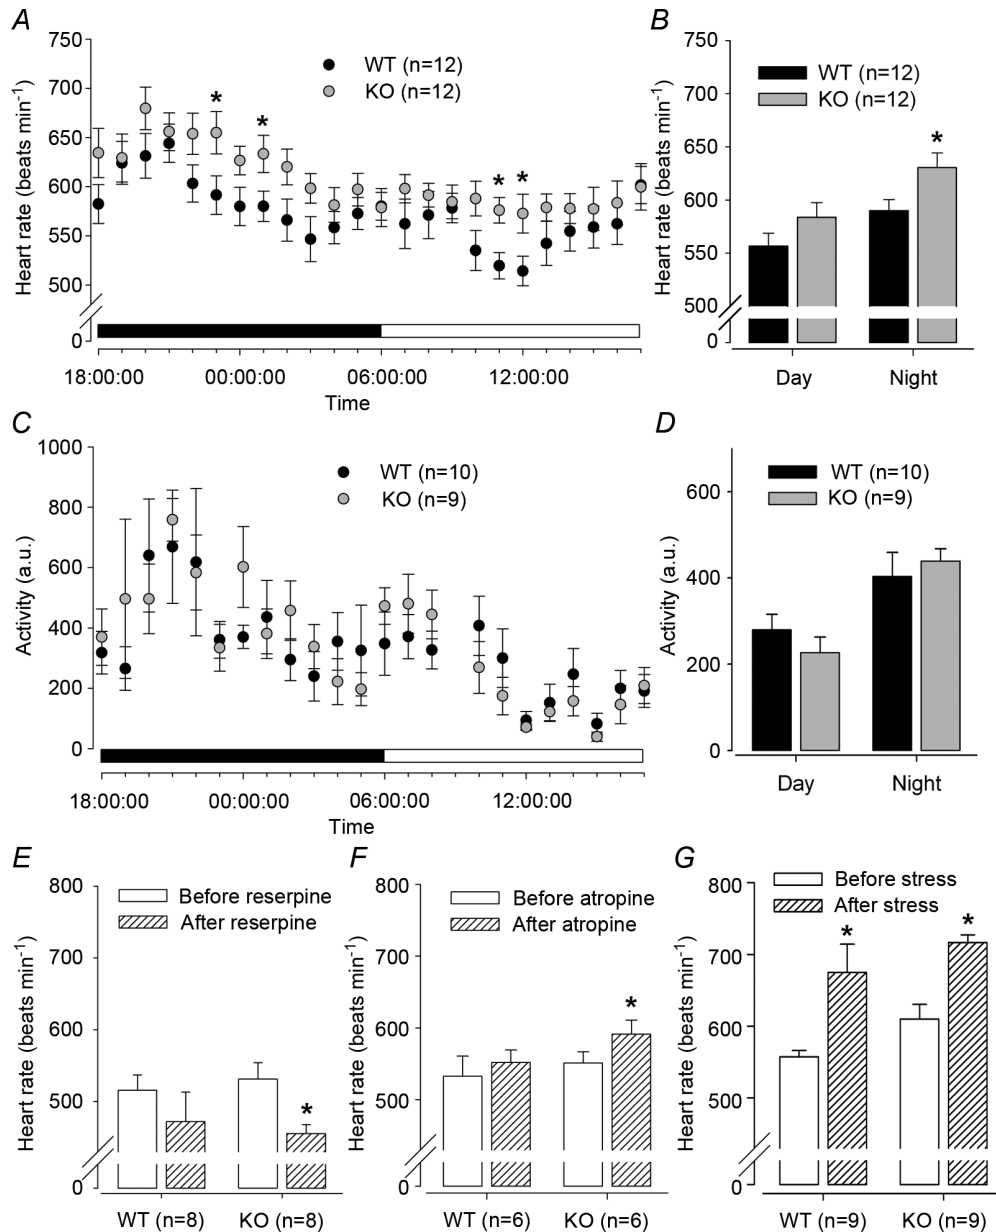 A
750
700
650
600
550
500
0
Heart rate (beats min-1)
WT (n=12)
KO (n=12)
*
*
* *
18:00:00 00:00:00 06:00:00 12:00:00
Time
B
750
700
650
600
550
500
0
Heart rate (beats min-1)
WT (n=12)
KO (n=12)
*
Day Night
C
1000
800
600
400
200
0
Activity (a.u.)
WT (n=10)
KO (n=9)
18:00:00 00:00:00 06:00:00 12:00:00
Time
D
600
400
200
0
Activity (a.u.)
WT (n=10)
KO (n=9)
Day Night
E
800
700
600
500
0
Heart rate (beats min-1)
Before reserpine
After reserpine
*
WT (n=8) KO (n=8)
F
800
700
600
500
0
Heart rate (beats min-1)
Before atropine
After atropine
*
WT (n=6) KO (n=6)
G
800
700
600
500
0
Heart rate (beats min-1)
Before stress
After stress
* *
WT (n=9) KO (n=9)